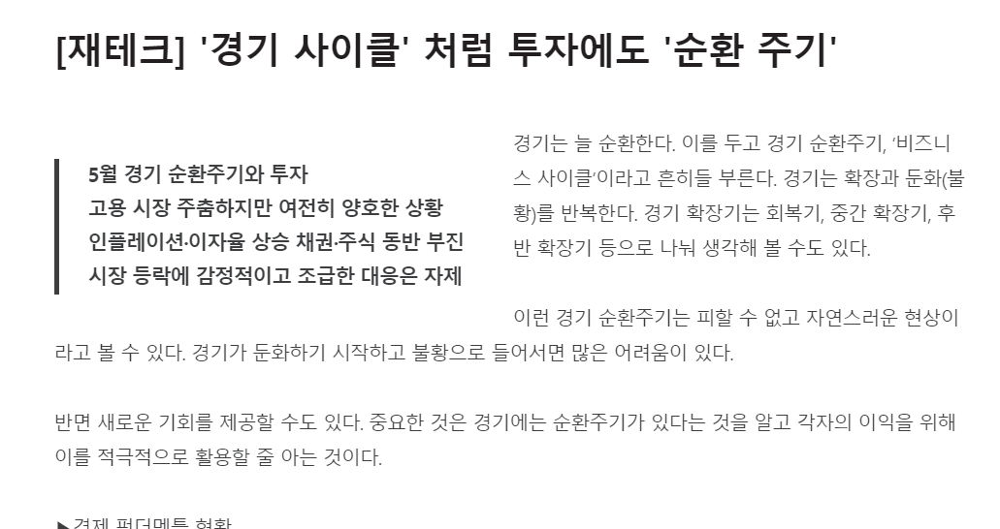 [재테크] '경기 사이클' 처럼 투자에도 '순환 주기'
5월 경기 순환주기와 투자
고용 시장 주춤하지만 여전히 양호한 상황
인플레이션·이자율 상승 채권·주식 동반 부진
시장 등락에 감정적이고 조급한 대응은 자제
경기는 늘 순환한다. 이를 두고 경기 순환주기, ‘비즈니
스 사이클’이라고 흔히들 부른다. 경기는 확장과 둔화(불
황)를 반복한다. 경기 확장기는 회복기, 중간 확장기, 후
반 확장기 등으로 나눠 생각해 볼 수도 있다.
이런 경기 순환주기는 피할 수 없고 자연스러운 현상이
라고 볼 수 있다. 경기가 둔화하기 시작하고 불황으로 들어서면 많은 어려움이 있다.
반면 새로운 기회를 제공할 수도 있다. 중요한 것은 경기에는 순환주기가 있다는 것을 알고 각자의 이익을 위해
이를 적극적으로 활용할 줄 아는 것이다.
▶경제 펀더멘틀 현황